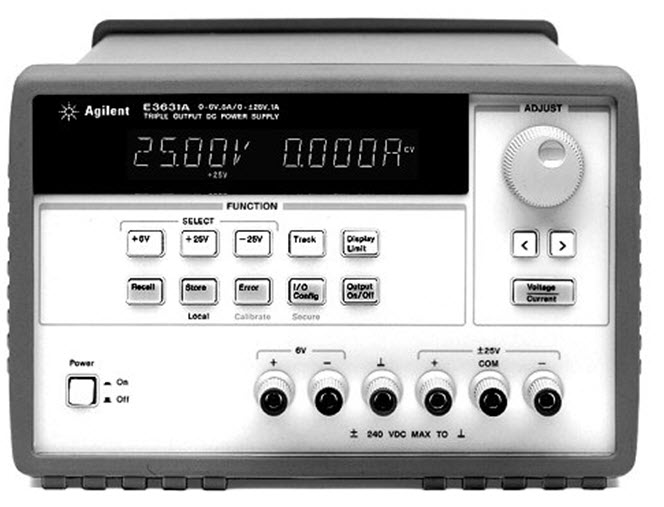 Agilent E3631A 0-6V,5A/0-±25V,1A
TRIPLE OUTPUT DC POWER SUPPLY
25.00V 0.000A CV
+25V
ADJUST
FUNCTION
SELECT
+6V +25V -25V Track Display Limit
< >
Recall Store Error I/O Config Output On/Off
Voltage Current
Local Calibrate Secure
Power
On
Off
6V ±25V
+ - ⊥ + COM -
± 240 VDC MAX TO ⊥